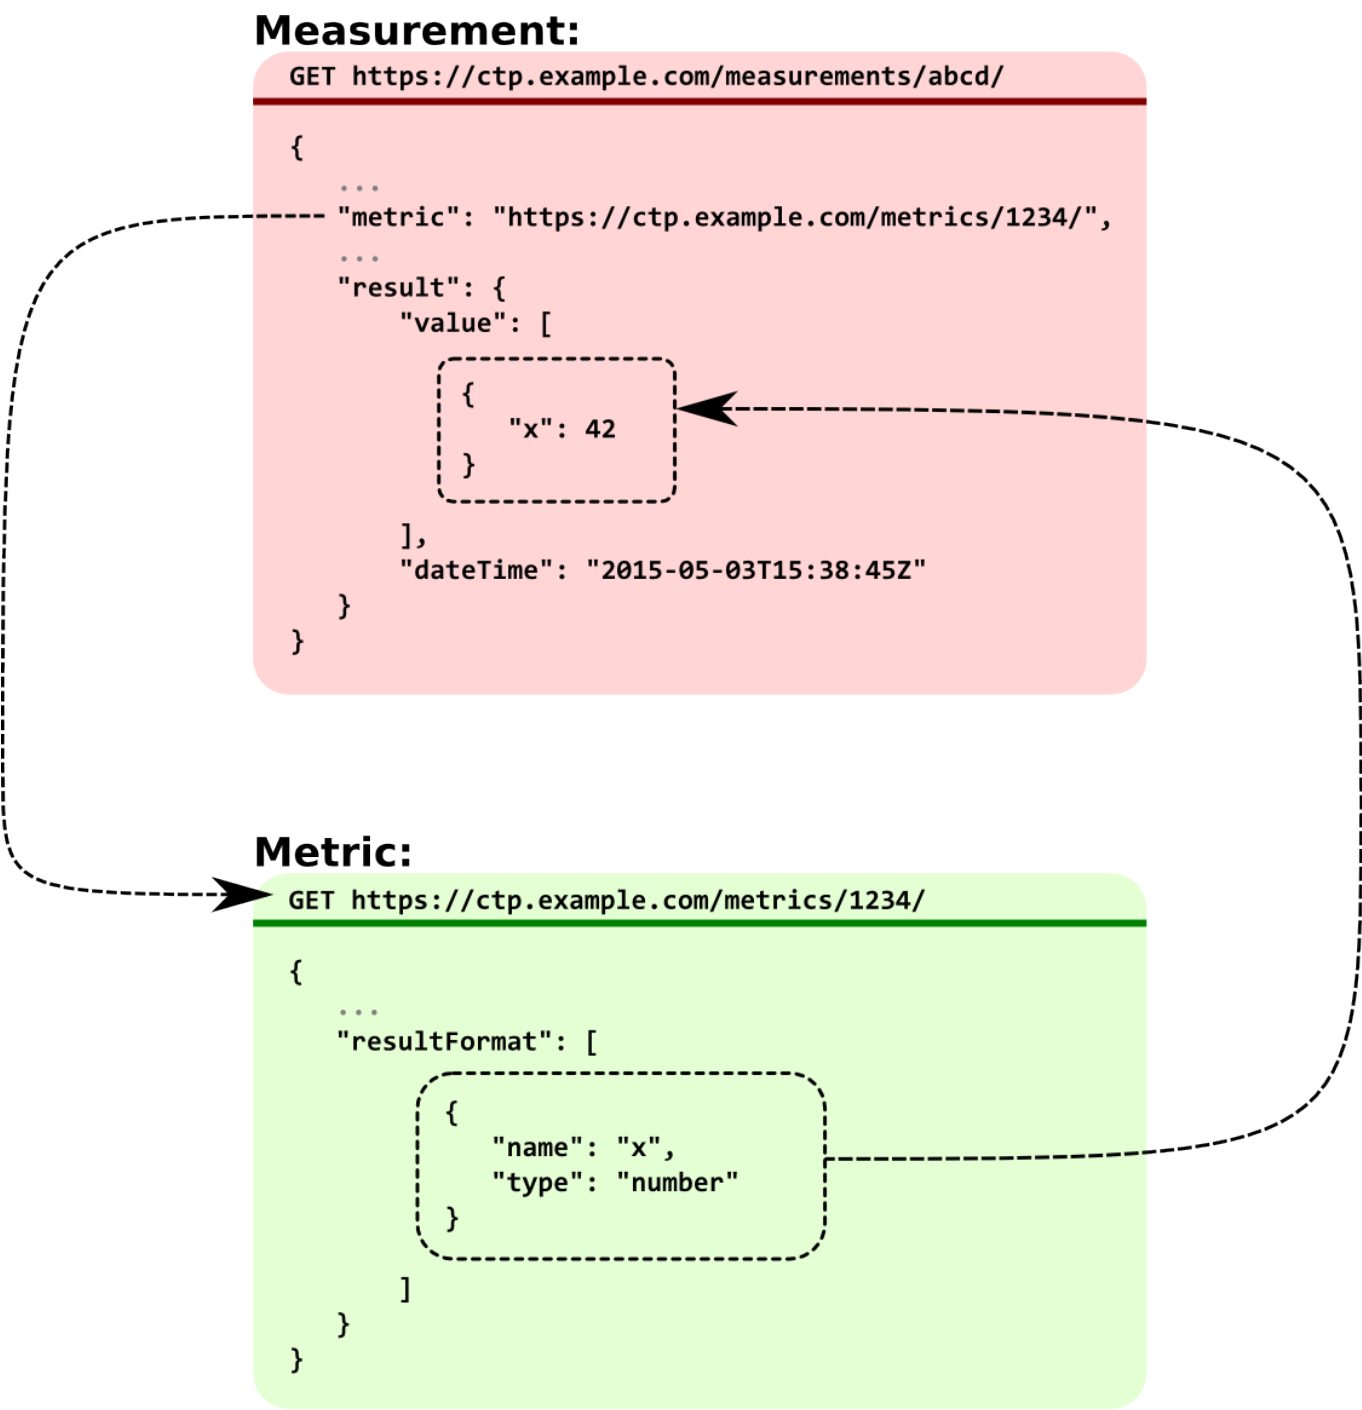 Measurement:
GET https://ctp.example.com/measurements/abcd/
{
...
"metric": "https://ctp.example.com/metrics/1234/",
...
"result": {
"value": [
{
"x": 42
}
],
"dateTime": "2015-05-03T15:38:45Z"
}
}
Metric:
GET https://ctp.example.com/metrics/1234/
{
...
"resultFormat": [
{
"name": "x",
"type": "number"
}
]
}
}